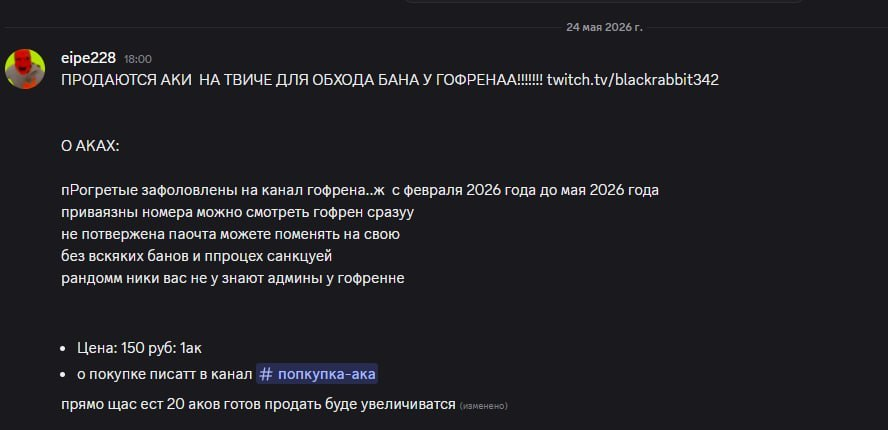 24 мая 2026 г.
eipe228 18:00
ПРОДАЮТСЯ АКИ НА ТВИЧЕ ДЛЯ ОБХОДА БАНА У ГОФРЕНАА!!!!!!! twitch.tv/blackrabbit342
О АКАХ:
пРогретые зафоловлены на канал гофрена..ж с февраля 2026 года до мая 2026 года
приваязны номера можно смотреть гофрен сразуу
не потвержена паочта можете поменять на свою
без вскяких банов и ппроцех санкцуей
рандомм ники вас не у знают админы у гофренне
• Цена: 150 руб: 1ак
• о покупке писатт в канал # попкупка-ака
прямо щас ест 20 аков готов продать буде увеличиватся (изменено)